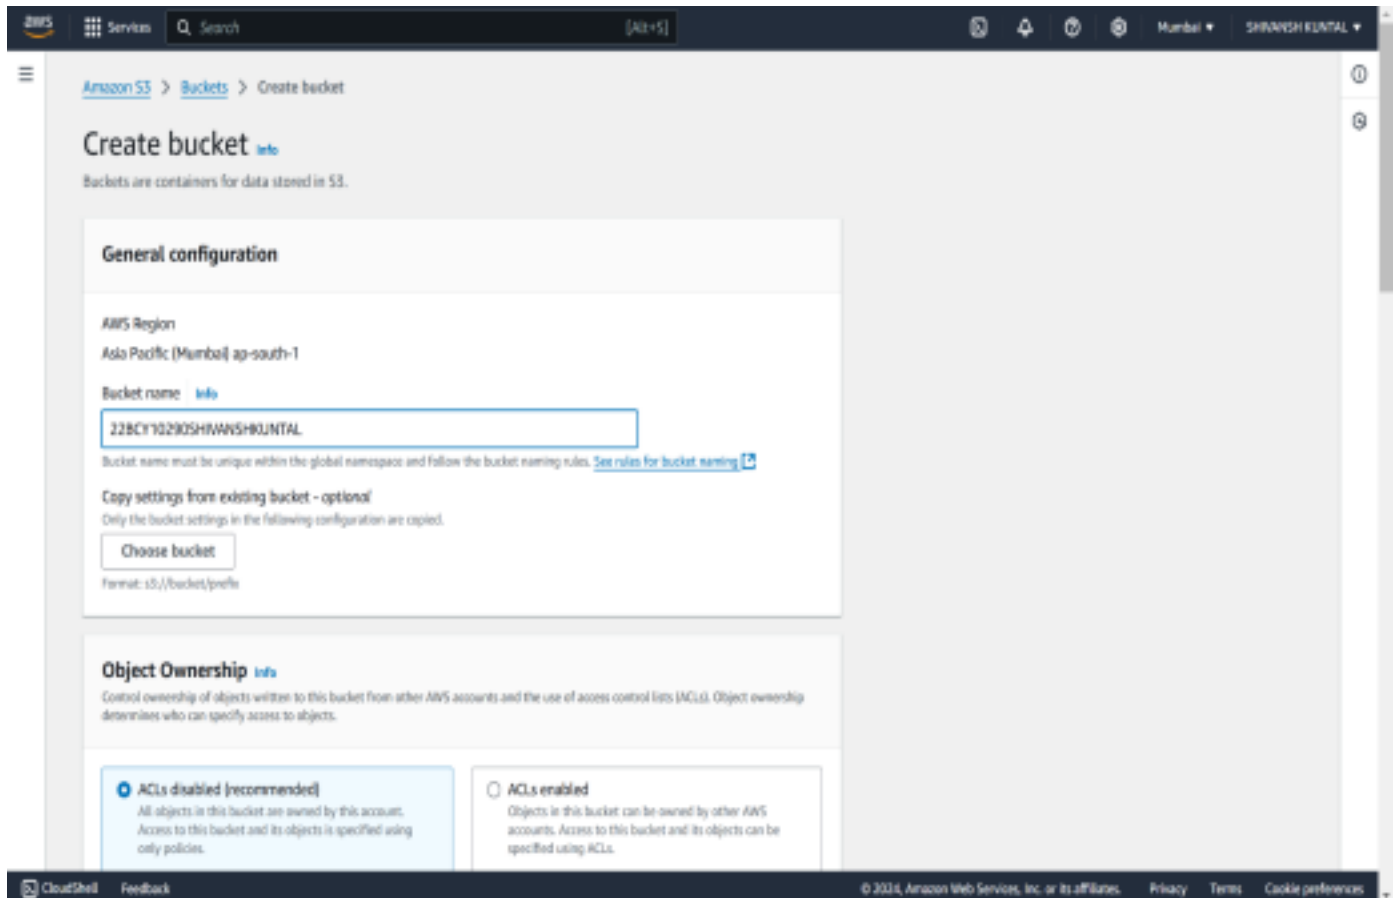 aws Services Search [Alt+S] Mumbai ▼ SHIVANSH KUNTAL ▼
Amazon S3 > Buckets > Create bucket
Create bucket Info
Buckets are containers for data stored in S3.
General configuration
AWS Region
Asia Pacific (Mumbai) ap-south-1
Bucket name Info
22BCY10290SHIVANSHKUNTAL
Bucket name must be unique within the global namespace and follow the bucket naming rules. See rules for bucket naming
Copy settings from existing bucket - optional
Only the bucket settings in the following configuration are copied.
Choose bucket
Format: s3://bucket/prefix
Object Ownership Info
Control ownership of objects written to this bucket from other AWS accounts and the use of access control lists (ACLs). Object ownership
determines who can specify access to objects.
ACLs disabled (recommended)
All objects in this bucket are owned by this account.
Access to this bucket and its objects is specified using
only policies.
ACLs enabled
Objects in this bucket can be owned by other AWS
accounts. Access to this bucket and its objects can be
specified using ACLs.
CloudShell Feedback © 2024, Amazon Web Services, Inc. or its affiliates. Privacy Terms Cookie preferences